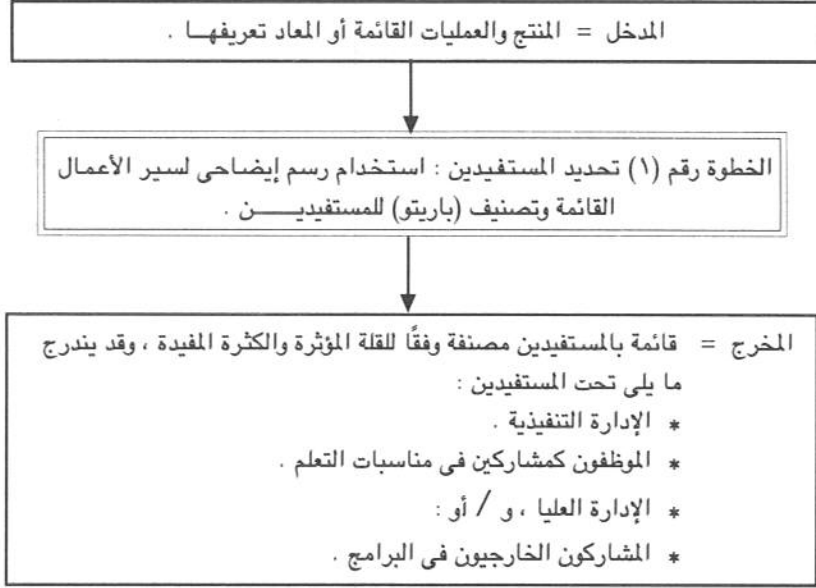 المدخل = المنتج والعمليات القائمة أو المعاد تعريفهـا .
الخطوة رقم (١) تحديد المستفيدين : استخدام رسم إيضاحى لسير الأعمال
القائمة وتصنيف (باريتو) للمستفيديـــــن .
المخرج = قائمة بالمستفيدين مصنفة وفقًا للقلة المؤثرة والكثرة المفيدة ، وقد يندرج
ما يلى تحت المستفيدين :
* الإدارة التنفيذية .
* الموظفون كمشاركين فى مناسبات التعلم .
* الإدارة العليا ، و / أو :
* المشاركون الخارجيون فى البرامج .